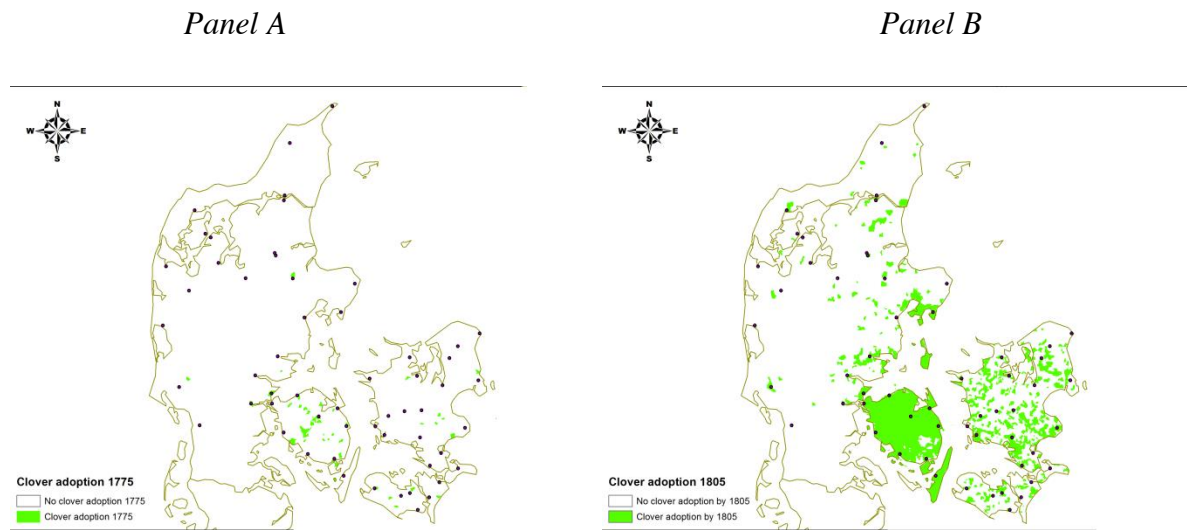 Panel A
Panel B
N
W E
S
N
W E
S
Clover adoption 1775
No clover adoption 1775
Clover adoption 1775
Clover adoption 1805
No clover adoption by 1805
Clover adoption by 1805